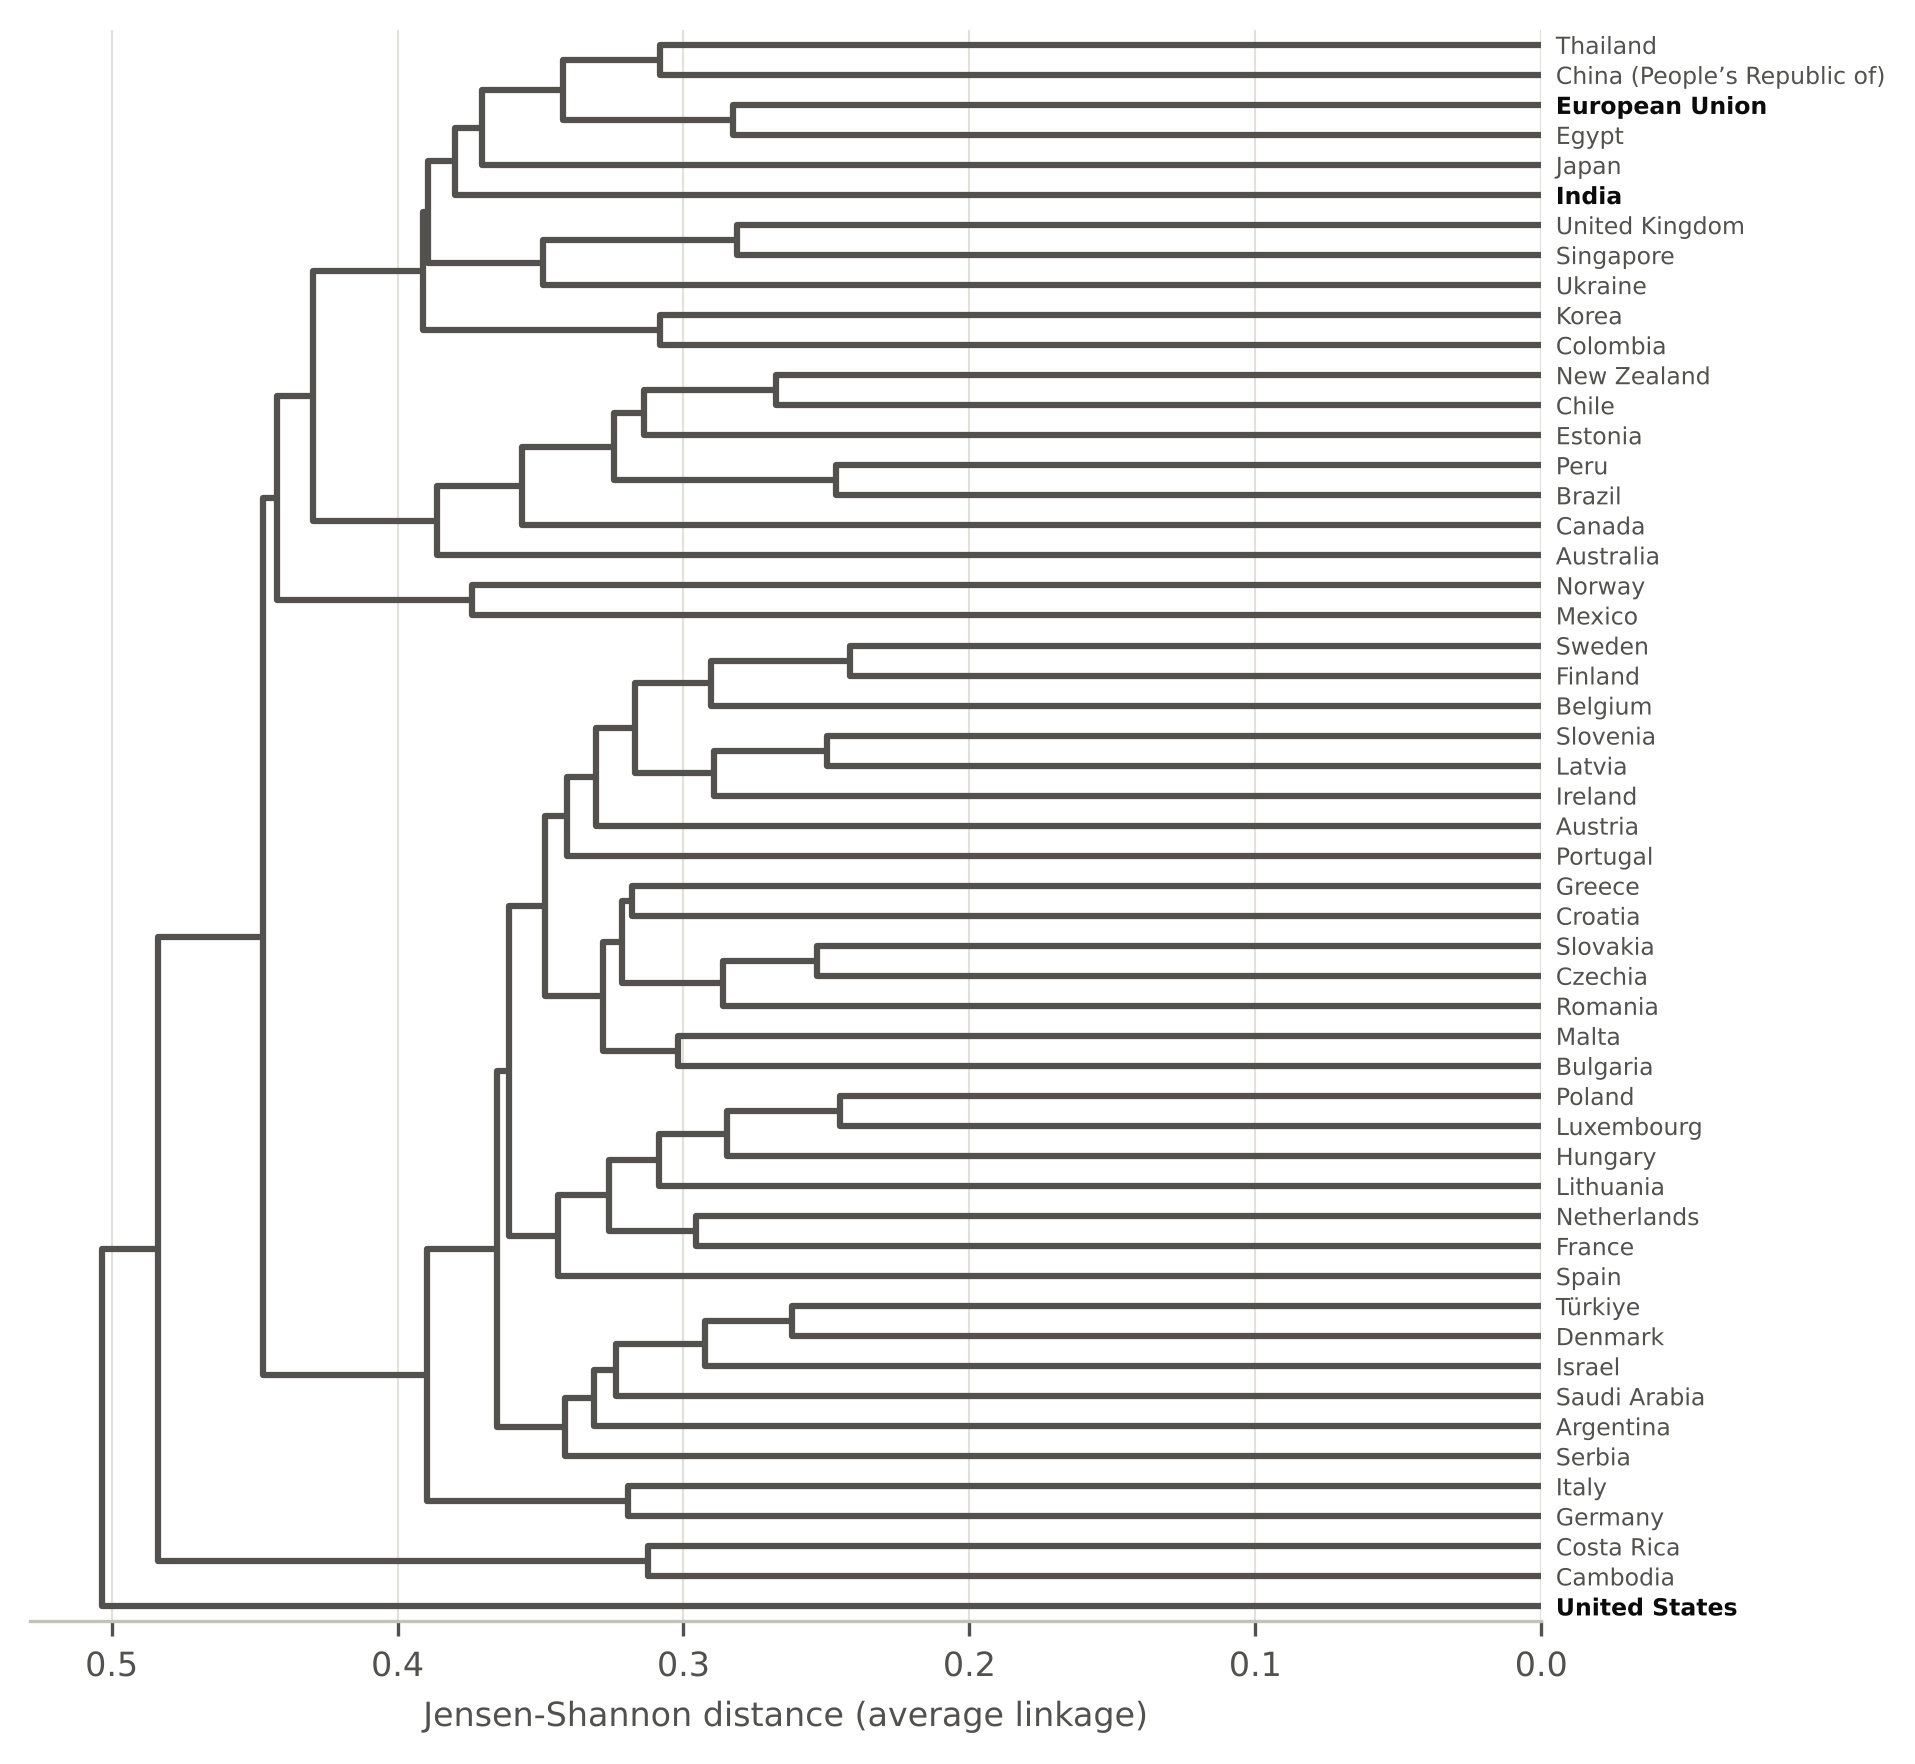 Thailand
China (People’s Republic of)
European Union
Egypt
Japan
India
United Kingdom
Singapore
Ukraine
Korea
Colombia
New Zealand
Chile
Estonia
Peru
Brazil
Canada
Australia
Norway
Mexico
Sweden
Finland
Belgium
Slovenia
Latvia
Ireland
Austria
Portugal
Greece
Croatia
Slovakia
Czechia
Romania
Malta
Bulgaria
Poland
Luxembourg
Hungary
Lithuania
Netherlands
France
Spain
Türkiye
Denmark
Israel
Saudi Arabia
Argentina
Serbia
Italy
Germany
Costa Rica
Cambodia
United States
0.5 0.4 0.3 0.2 0.1 0.0
Jensen-Shannon distance (average linkage)